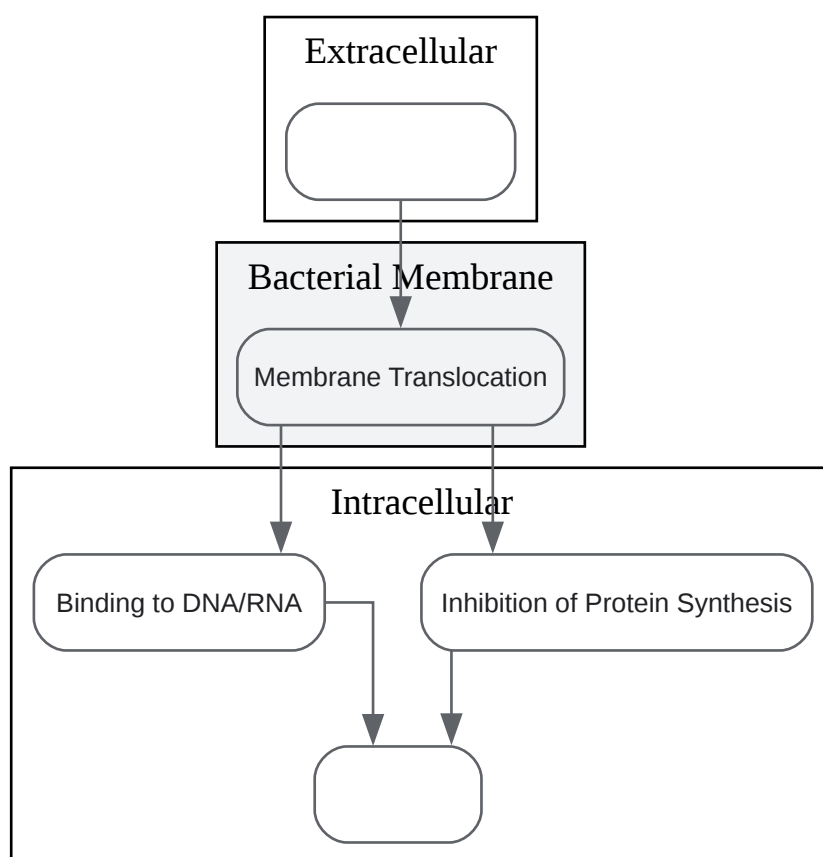 Extracellular
Bacterial Membrane
Membrane Translocation
Intracellular
Binding to DNA/RNA
Inhibition of Protein Synthesis